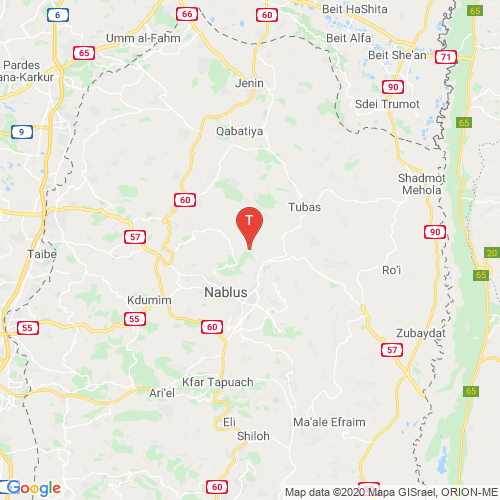 66
60
Beit HaShita
65
6
Umm al-Fahm
Beit Alfa
Pardes
ana-Karkur
65
Beit She'an
71
Jenin
90
Sdei Trumot
Qabatiya
65
9
Shadmot
Mehola
60
Tubas
T
57
90
Taibe
20
Ro'i
Nablus
Kdumim
55
55
60
Zubaydat
57
Kfar Tapuach
Ari'el
65
Eli
Ma'ale Efraim
Shiloh
60
Google
Map data ©2020 Mapa GISrael, ORION-ME